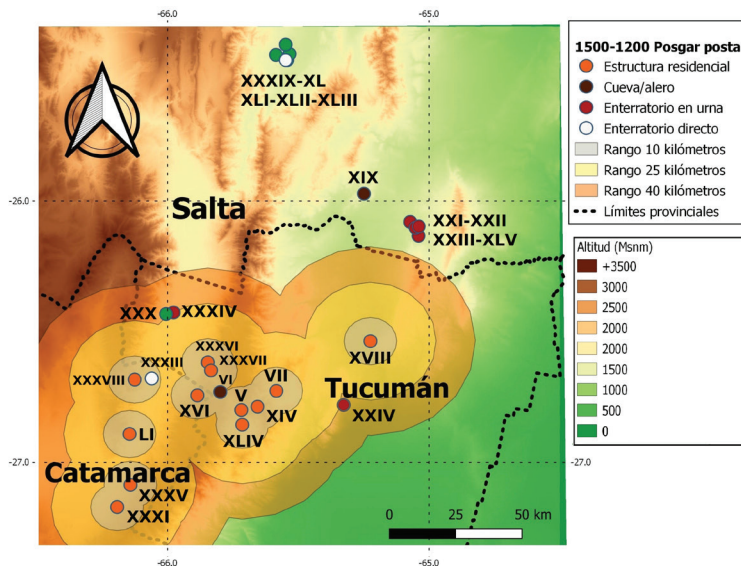 -66.0
-65.0
XXXIX-XL
XLI-XLII-XLIII
XIX
-26.0
-26.0
Salta
XXI-XXII
XXIII-XLV
XXX
XXXIV
XXXVI
XXXVII
XXXIII
XXXVIII
VI
VII
XVIII
XVI
V
XIV
Tucumán
XXIV
XLIV
LI
-27.0
-27.0
Catamarca
XXXV
XXXI
0
25
50 km
-66.0
-65.0
1500-1200 Posgar posta
Estructura residencial
Cueva/alero
Enterratorio en urna
Enterratorio directo
Rango 10 kilómetros
Rango 25 kilómetros
Rango 40 kilómetros
Límites provinciales
Altitud (Msnm)
+3500
3000
2500
2000
2000
1500
1000
500
0